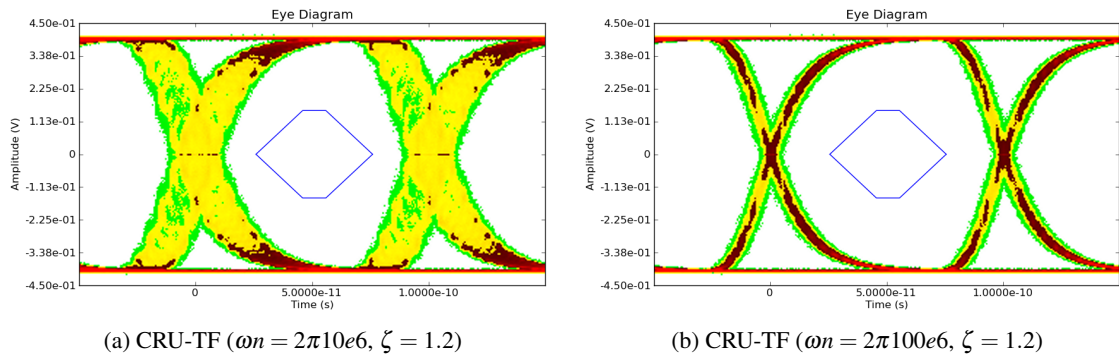 Eye Diagram
4.50e-01
3.38e-01
2.25e-01
1.13e-01
0
-1.13e-01
-2.25e-01
-3.38e-01
-4.50e-01
Amplitude (V)
0
5.0000e-11
1.0000e-10
Time (s)
(a) CRU-TF (ωn = 2π10e6, ζ = 1.2)
Eye Diagram
4.50e-01
3.38e-01
2.25e-01
1.13e-01
0
-1.13e-01
-2.25e-01
-3.38e-01
-4.50e-01
Amplitude (V)
0
5.0000e-11
1.0000e-10
Time (s)
(b) CRU-TF (ωn = 2π100e6, ζ = 1.2)